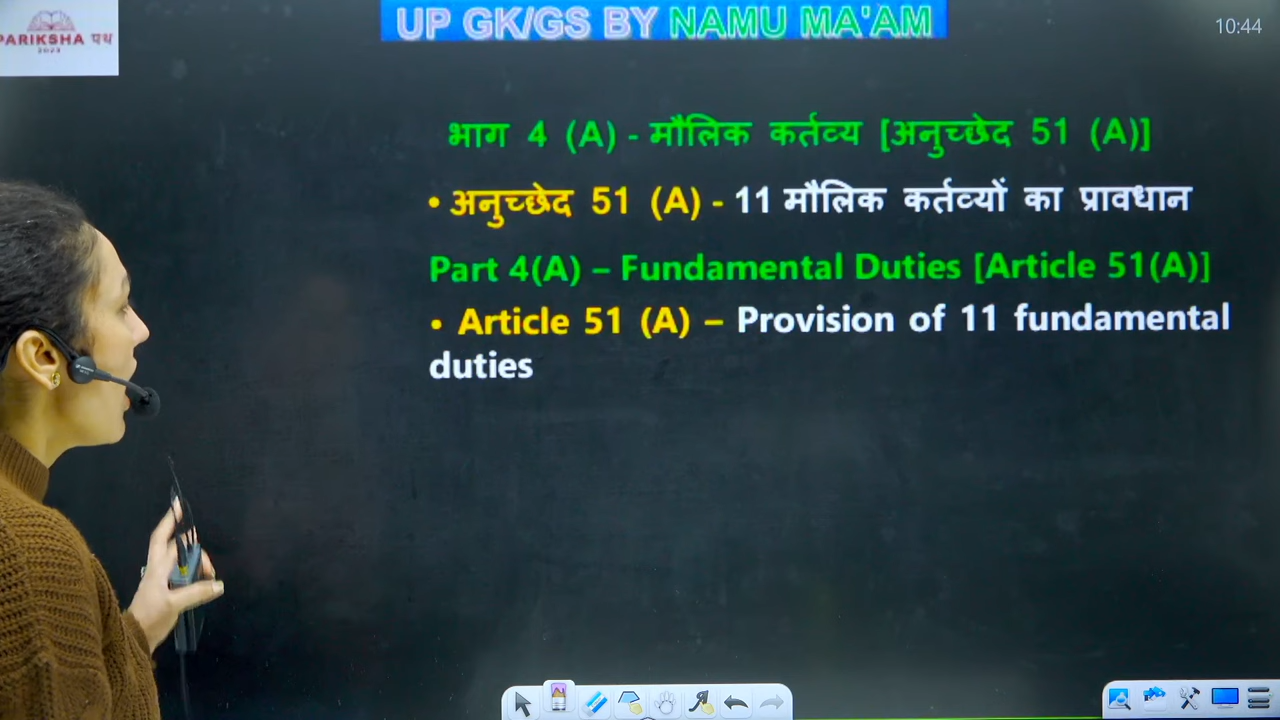 UP GK/GS BY NAMU MA'AM
PARIKSHA पथ
2023
10:44
भाग 4 (A) - मौलिक कर्तव्य [अनुच्छेद 51 (A)]
• अनुच्छेद 51 (A) - 11 मौलिक कर्तव्यों का प्रावधान
Part 4(A) – Fundamental Duties [Article 51(A)]
• Article 51 (A) – Provision of 11 fundamental
duties